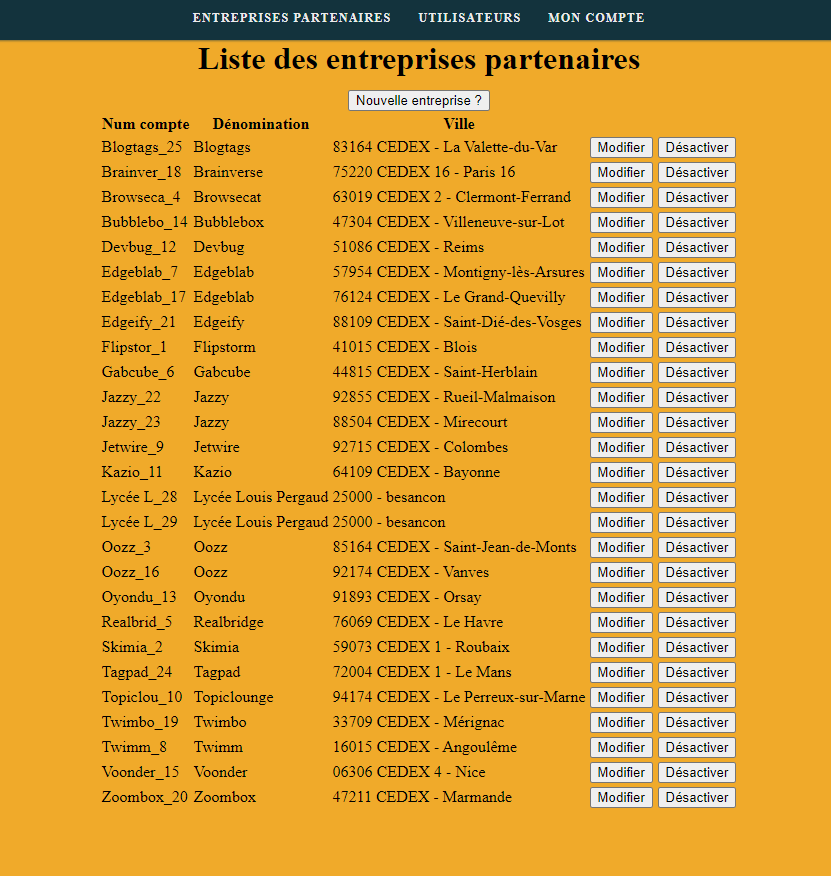 ENTREPRISES PARTENAIRES UTILISATEURS MON COMPTE
Liste des entreprises partenaires
Nouvelle entreprise ?
Num compte Dénomination Ville
Blogtags_25 Blogtags 83164 CEDEX - La Valette-du-Var Modifier Désactiver
Brainver_18 Brainverse 75220 CEDEX 16 - Paris 16 Modifier Désactiver
Browseca_4 Browsecat 63019 CEDEX 2 - Clermont-Ferrand Modifier Désactiver
Bubblebo_14 Bubblebox 47304 CEDEX - Villeneuve-sur-Lot Modifier Désactiver
Devbug_12 Devbug 51086 CEDEX - Reims Modifier Désactiver
Edgeblab_7 Edgeblab 57954 CEDEX - Montigny-lès-Arsures Modifier Désactiver
Edgeblab_17 Edgeblab 76124 CEDEX - Le Grand-Quevilly Modifier Désactiver
Edgeify_21 Edgeify 88109 CEDEX - Saint-Dié-des-Vosges Modifier Désactiver
Flipstor_1 Flipstorm 41015 CEDEX - Blois Modifier Désactiver
Gabcube_6 Gabcube 44815 CEDEX - Saint-Herblain Modifier Désactiver
Jazzy_22 Jazzy 92855 CEDEX - Rueil-Malmaison Modifier Désactiver
Jazzy_23 Jazzy 88504 CEDEX - Mirecourt Modifier Désactiver
Jetwire_9 Jetwire 92715 CEDEX - Colombes Modifier Désactiver
Kazio_11 Kazio 64109 CEDEX - Bayonne Modifier Désactiver
Lycée L_28 Lycée Louis Pergaud 25000 - besancon Modifier Désactiver
Lycée L_29 Lycée Louis Pergaud 25000 - besancon Modifier Désactiver
Oozz_3 Oozz 85164 CEDEX - Saint-Jean-de-Monts Modifier Désactiver
Oozz_16 Oozz 92174 CEDEX - Vanves Modifier Désactiver
Oyondu_13 Oyondu 91893 CEDEX - Orsay Modifier Désactiver
Realbrid_5 Realbridge 76069 CEDEX - Le Havre Modifier Désactiver
Skimia_2 Skimia 59073 CEDEX 1 - Roubaix Modifier Désactiver
Tagpad_24 Tagpad 72004 CEDEX 1 - Le Mans Modifier Désactiver
Topiclou_10 Topiclounge 94174 CEDEX - Le Perreux-sur-Marne Modifier Désactiver
Twimbo_19 Twimbo 33709 CEDEX - Mérignac Modifier Désactiver
Twimm_8 Twimm 16015 CEDEX - Angoulême Modifier Désactiver
Voonder_15 Voonder 06306 CEDEX 4 - Nice Modifier Désactiver
Zoombox_20 Zoombox 47211 CEDEX - Marmande Modifier Désactiver